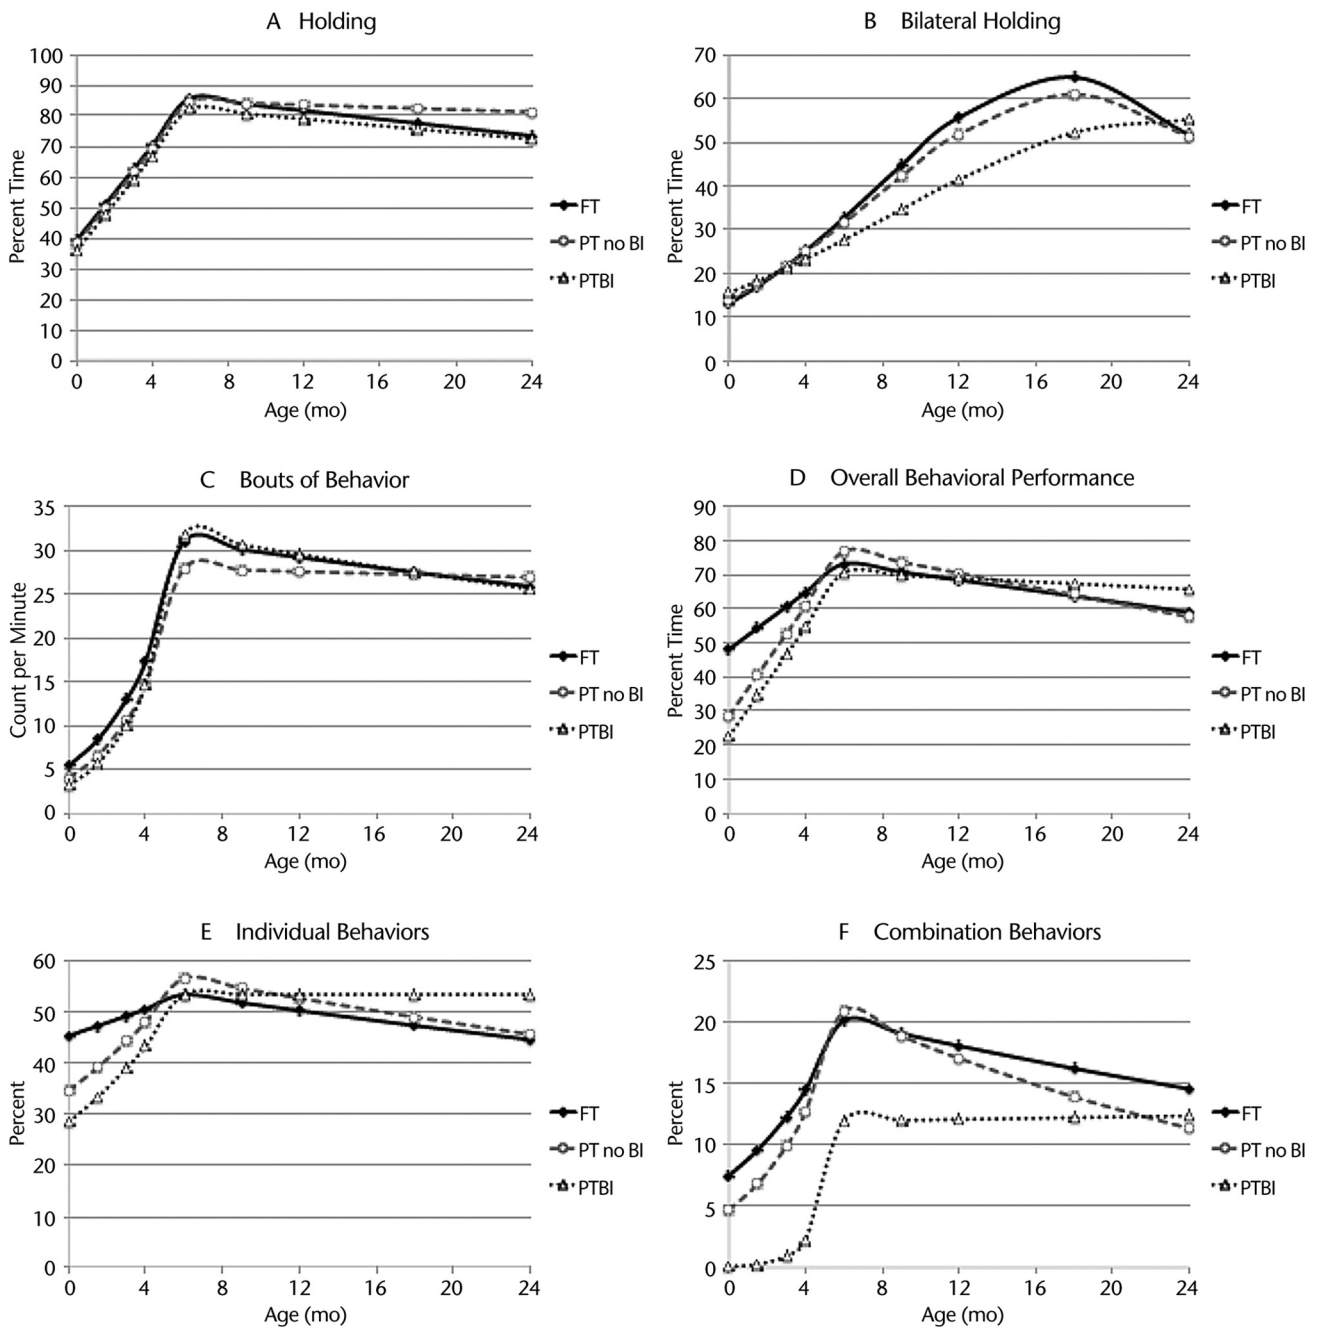 A Holding
100
90
80
70
60
50
40
30
20
10
0
Percent Time
0 4 8 12 16 20 24
Age (mo)
FT
PT no BI
PTBI
B Bilateral Holding
70
60
50
40
30
20
10
0
Percent Time
0 4 8 12 16 20 24
Age (mo)
FT
PT no BI
PTBI
C Bouts of Behavior
35
30
25
20
15
10
5
0
Count per Minute
0 4 8 12 16 20 24
Age (mo)
FT
PT no BI
PTBI
D Overall Behavioral Performance
90
80
70
60
50
40
30
20
10
0
Percent Time
0 4 8 12 16 20 24
Age (mo)
FT
PT no BI
PTBI
E Individual Behaviors
60
50
40
30
20
10
0
Percent
0 4 8 12 16 20 24
Age (mo)
FT
PT no BI
PTBI
F Combination Behaviors
25
20
15
10
5
0
Percent
0 4 8 12 16 20 24
Age (mo)
FT
PT no BI
PTBI